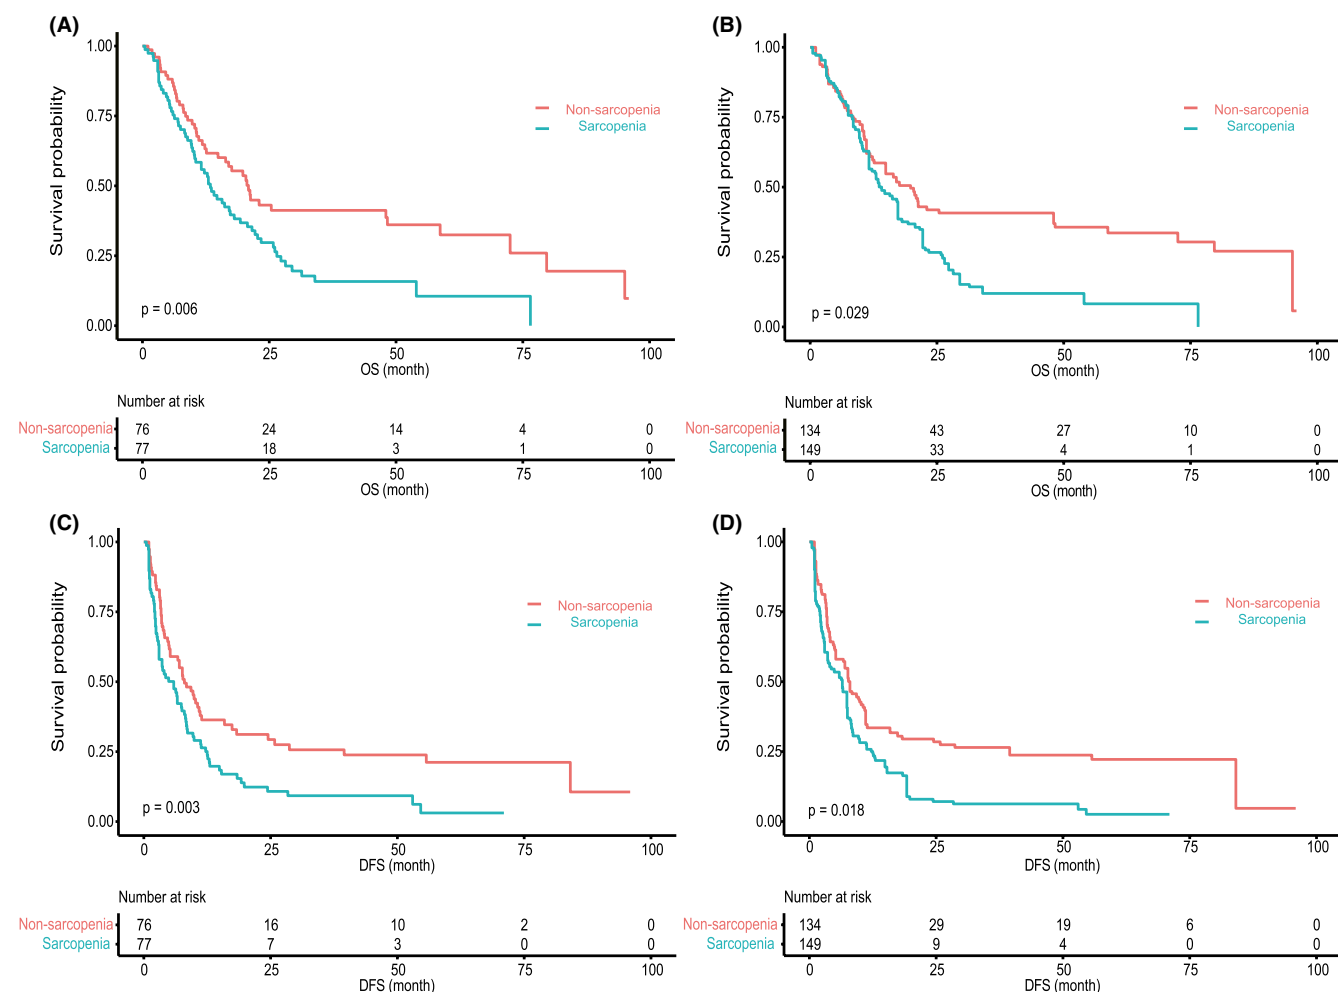 (A)
1.00
0.75
0.50
0.25
0.00
Survival probability
Non-sarcopenia
Sarcopenia
p = 0.006
0 25 50 75 100
OS (month)
Number at risk
Non-sarcopenia 76 24 14 4 0
Sarcopenia 77 18 3 1 0
0 25 50 75 100
OS (month)
(B)
1.00
0.75
0.50
0.25
0.00
Survival probability
Non-sarcopenia
Sarcopenia
p = 0.029
0 25 50 75 100
OS (month)
Number at risk
Non-sarcopenia 134 43 27 10 0
Sarcopenia 149 33 4 1 0
0 25 50 75 100
OS (month)
(C)
1.00
0.75
0.50
0.25
0.00
Survival probability
Non-sarcopenia
Sarcopenia
p = 0.003
0 25 50 75 100
DFS (month)
Number at risk
Non-sarcopenia 76 16 10 2 0
Sarcopenia 77 7 3 0 0
0 25 50 75 100
DFS (month)
(D)
1.00
0.75
0.50
0.25
0.00
Survival probability
Non-sarcopenia
Sarcopenia
p = 0.018
0 25 50 75 100
DFS (month)
Number at risk
Non-sarcopenia 134 29 19 6 0
Sarcopenia 149 9 4 0 0
0 25 50 75 100
DFS (month)